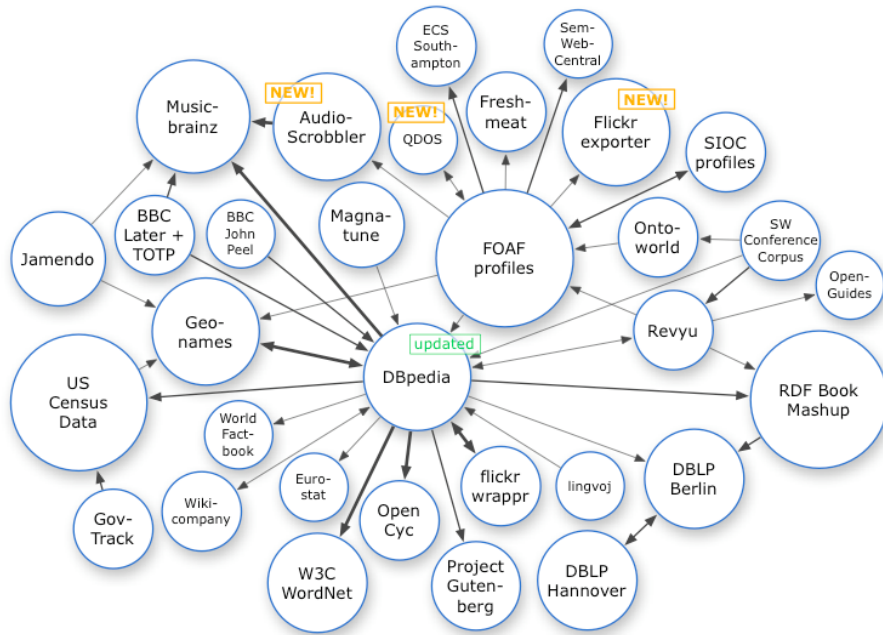 ECS
South-
ampton
Sem-
Web-
Central
NEW!
Music-
brainz
Audio-
Scrobbler
NEW!
QDOS
Fresh-
meat
NEW!
Flickr
exporter
SIOC
profiles
Jamendo
BBC
Later +
TOTP
BBC
John
Peel
Magna-
tune
FOAF
profiles
Onto-
world
SW
Conference
Corpus
Open-
Guides
Geo-
names
updated
DBpedia
Revyu
US
Census
Data
RDF Book
Mashup
World
Fact-
book
Wiki-
company
Euro-
stat
Open
Cyc
flickr
wrappr
lingvoj
DBLP
Berlin
Gov-
Track
W3C
WordNet
Project
Guten-
berg
DBLP
Hannover